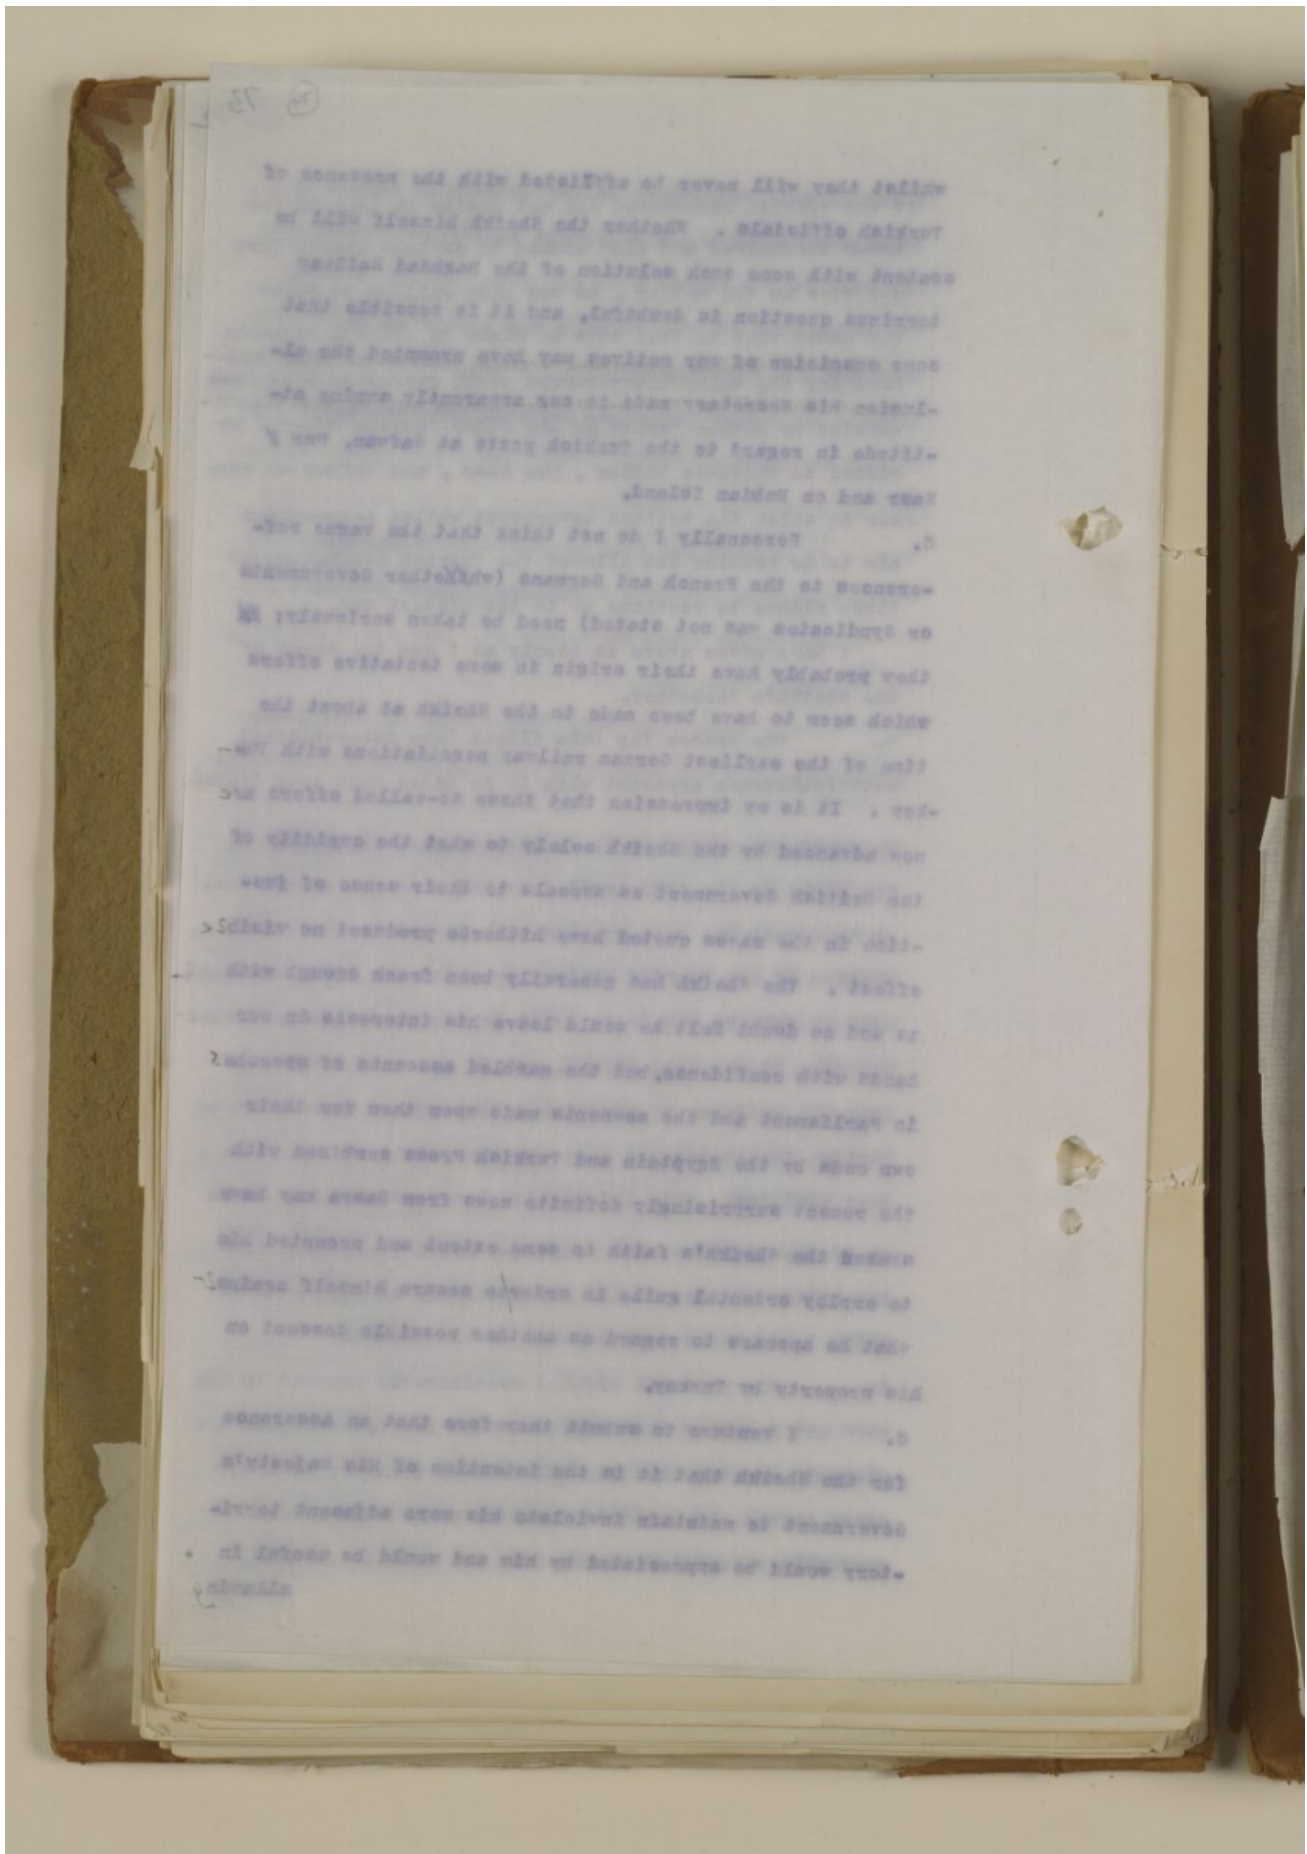 73
whilst they will never be afflicted with the presence of
Turkish officials . Whether the Sheikh himself will be
content with some such solution of the Baghdad Railway
terminus question is doubtful, and it is possible that
some suspicion of our motives may have prompted the al-
-lusion his Secretary made to our apparently supine at-
-titude in regard to the Turkish posts at Safwan, Umm
Kasr and on Bubian Island.
Personally I do not think that the vague ref-
-erences to the French and Germans (whether Governments
or Syndicates was not stated) need be taken seriously;
they probably have their origin in some tentative offers
which seem to have been made to the Sheikh at about the
time of the earliest German railway negotiations with Tur-
-key . It is my impression that these so-called offers are
now advanced by the Sheikh solely to whet the cupidity of
the British Government as appeals to their sense of jus-
-tice in the cases quoted have hitherto produced no visible
effect . The Sheikh has generally been frank enough with
us and no doubt felt he could leave his interests in our
hands with confidence,but the garbled accounts of speeches
in Parliament and the comments made upon them for their
own ends by the Egyptain and Turkish Press combined with
the recent surprisingly definite news from Basra may have
shaken the Sheikh's faith to some extent and prompted him
to employ oriental guile in order to secure himself against
what he appears to regard as another possible descent on
his property by Turkey.
I venture to submit therefore that an assurance
for the Sheikh that it is the intention of His Majesty's
Government to maintain inviolate his more adjacent terri-
-tory would be appreciated by him and would be useful in
allaying